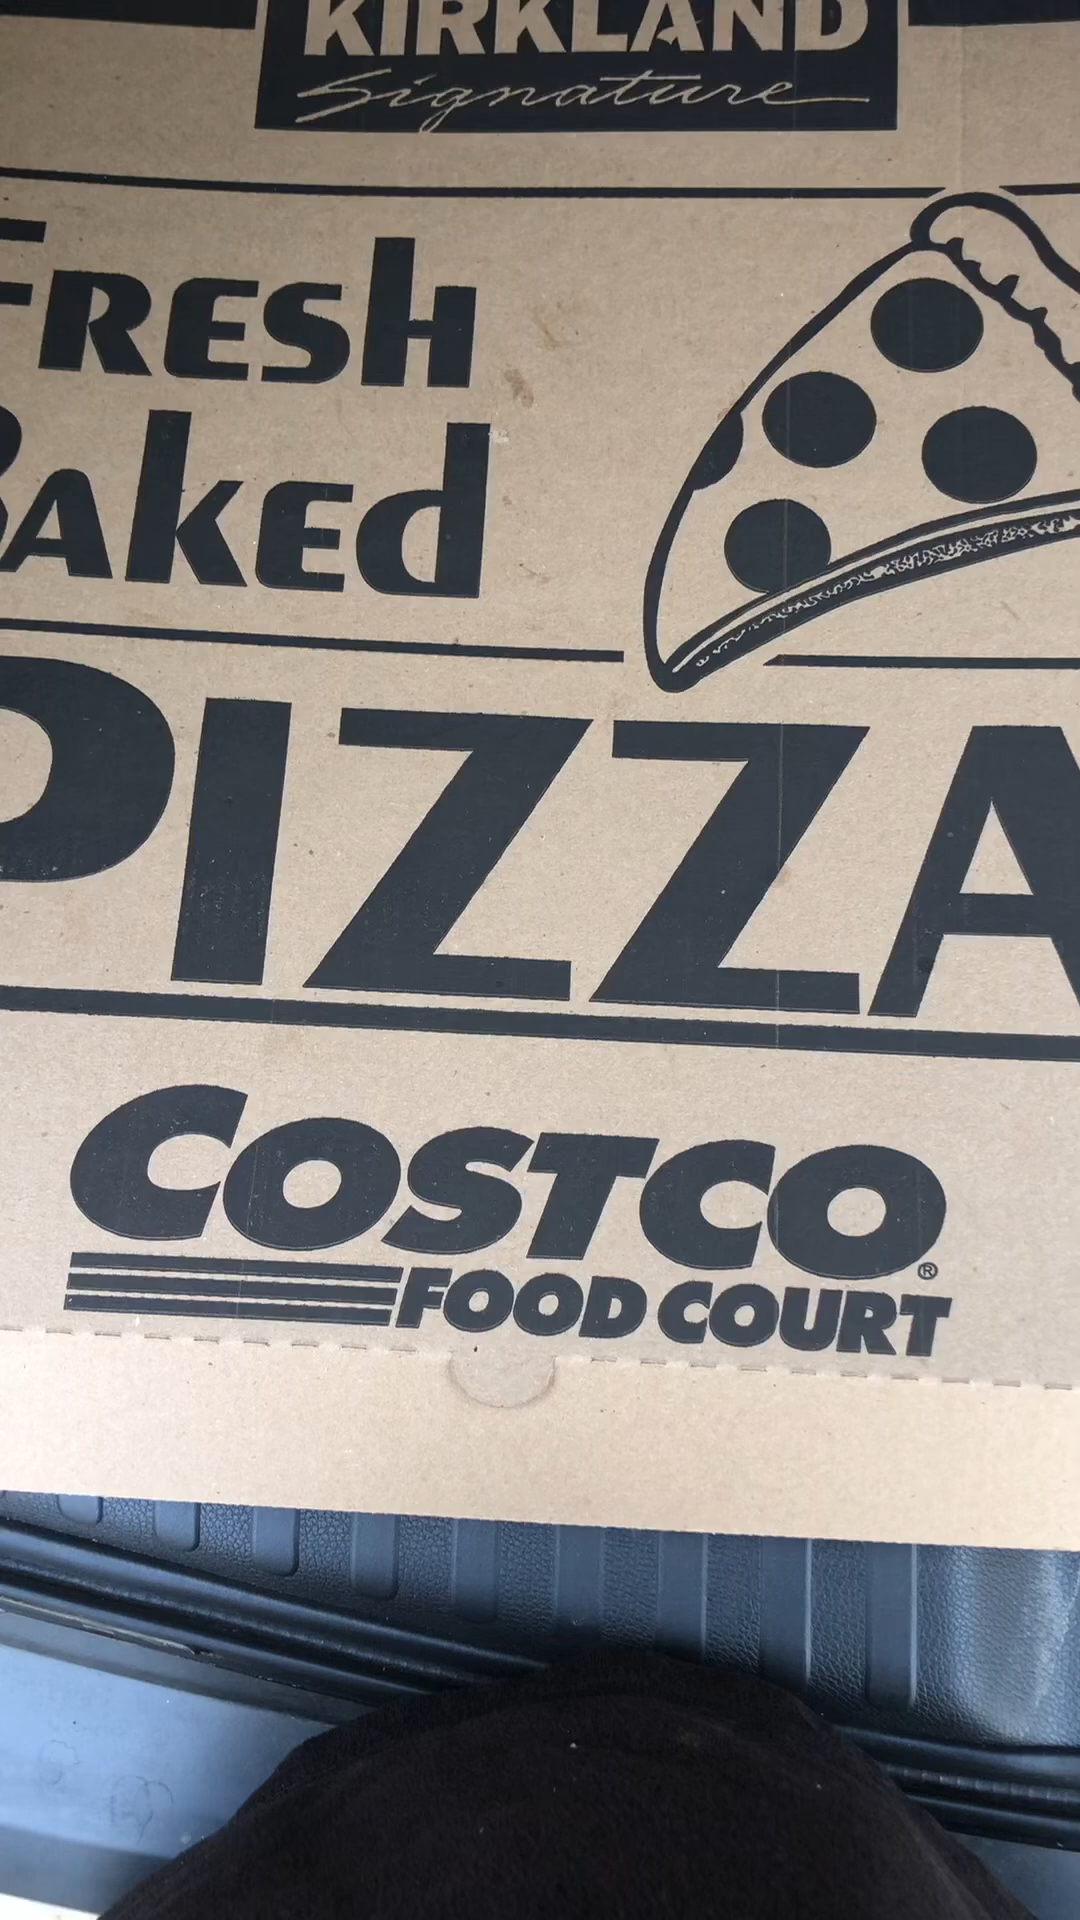 KIRKLAND
Signature
FRESh
BAKEd
PIZZA
COSTCO®
FOOD COURT